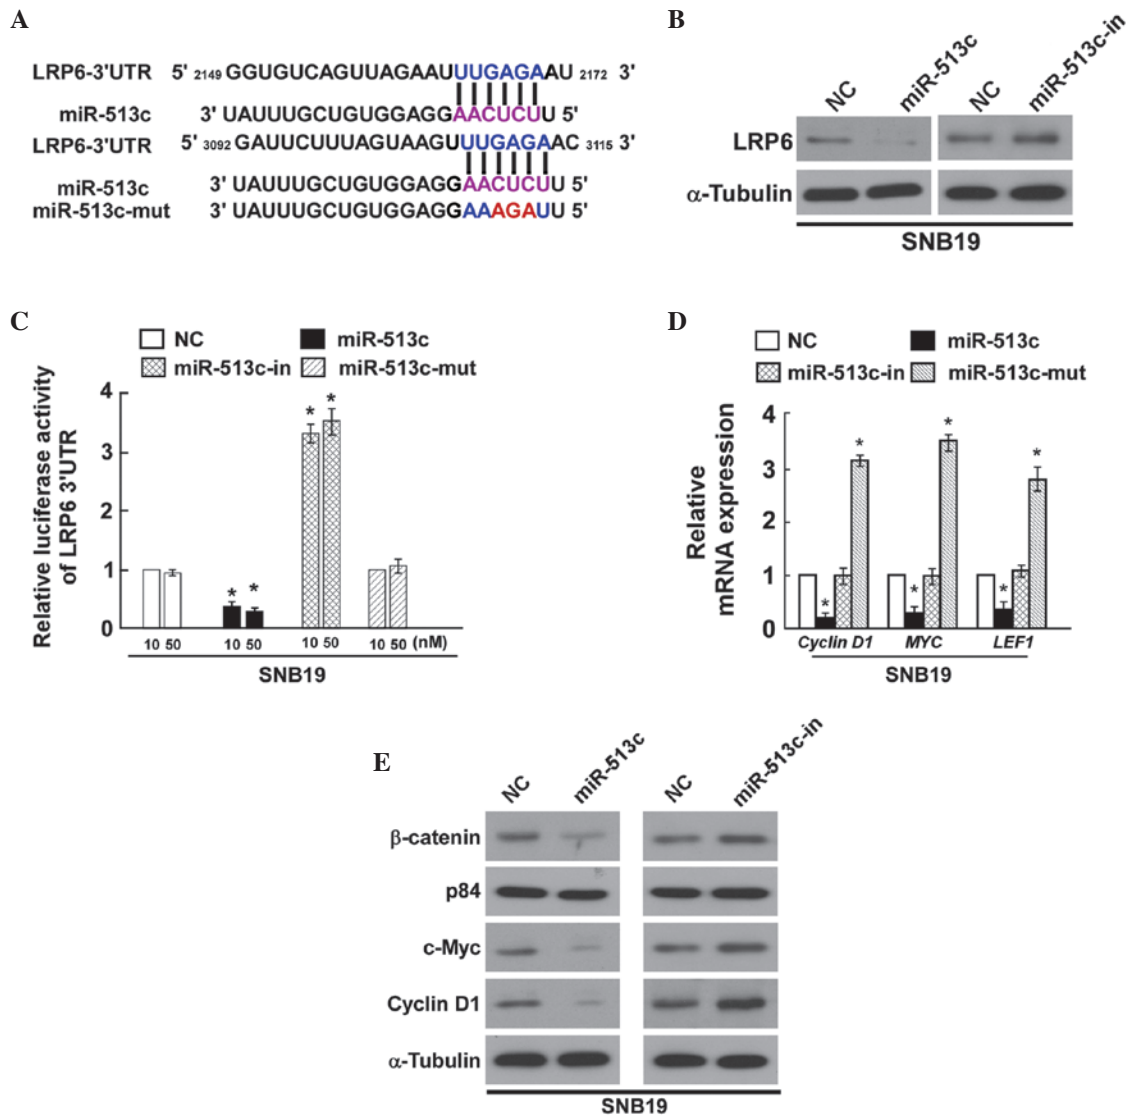 A
LRP6-3'UTR 5' 2149 GGUGUCAGUUAGAAUUUGAGAAU 2172 3'
miR-513c 3' UAUUUGCUGUGGAGGAACUCUU 5'
LRP6-3'UTR 5' 3092 GAUUCUUUAGUAAGUUUGAGAAC 3115 3'
miR-513c 3' UAUUUGCUGUGGAGGAACUCUU 5'
miR-513c-mut 3' UAUUUGCUGUGGAGGAAAGAUU 5'
B
NC miR-513c NC miR-513c-in
LRP6
α-Tubulin
SNB19
C
NC miR-513c
miR-513c-in miR-513c-mut
Relative luciferase activity
of LRP6 3'UTR
4
3
2
1
0
* * * *
10 50 10 50 10 50 10 50 (nM)
SNB19
D
NC miR-513c
miR-513c-in miR-513c-mut
Relative
mRNA expression
4
3
2
1
0
* * * * * *
Cyclin D1 MYC LEF1
SNB19
E
NC miR-513c NC miR-513c-in
β-catenin
p84
c-Myc
Cyclin D1
α-Tubulin
SNB19